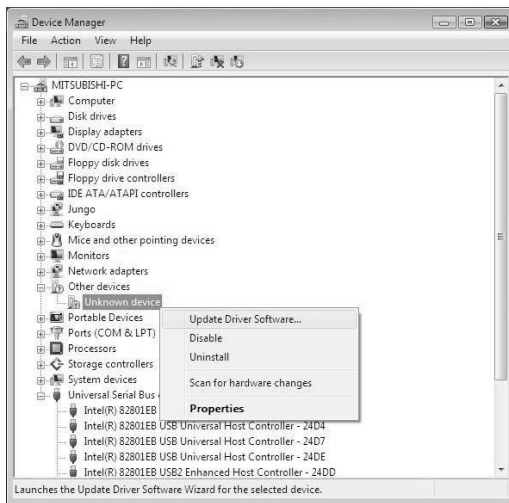 Device Manager
File Action View Help
MITSUBISHI-PC
Computer
Disk drives
Display adapters
DVD/CD-ROM drives
Floppy disk drives
Floppy drive controllers
IDE ATA/ATAPI controllers
Jungo
Keyboards
Mice and other pointing devices
Monitors
Network adapters
Other devices
Unknown device
Portable Devices
Ports (COM & LPT)
Processors
Storage controllers
System devices
Universal Serial Bus
Update Driver Software...
Disable
Uninstall
Scan for hardware changes
Properties
Intel(R) 82801EB
Intel(R) 82801EB USB Universal Host Controller - 24D4
Intel(R) 82801EB USB Universal Host Controller - 24D7
Intel(R) 82801EB USB Universal Host Controller - 24DE
Intel(R) 82801EB USB2 Enhanced Host Controller - 24DD
Launches the Update Driver Software Wizard for the selected device.